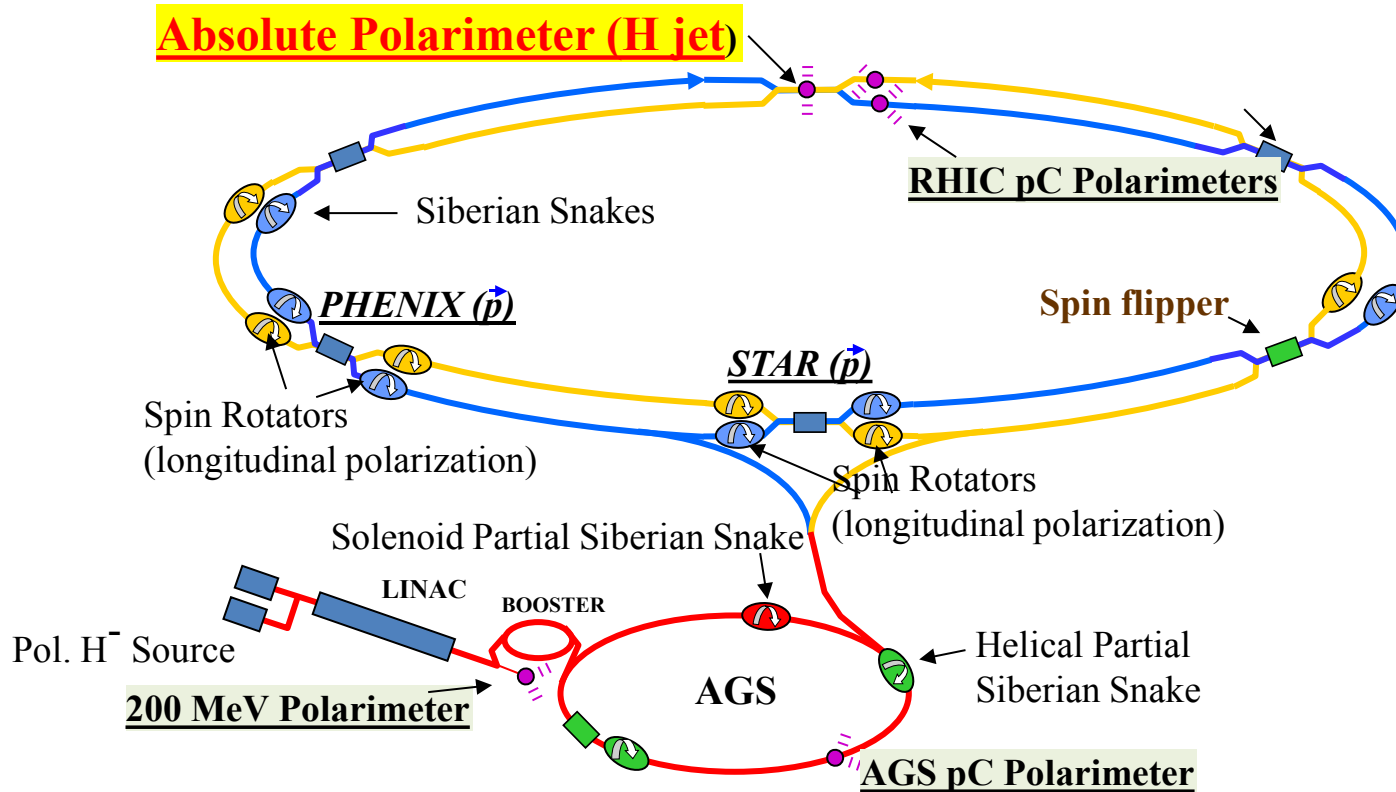 Absolute Polarimeter (H jet)
RHIC pC Polarimeters
Siberian Snakes
PHENIX (p)
Spin flipper
STAR (p)
Spin Rotators
(longitudinal polarization)
Spin Rotators
(longitudinal polarization)
Solenoid Partial Siberian Snake
LINAC
BOOSTER
Pol. H⁻ Source
Helical Partial
Siberian Snake
AGS
200 MeV Polarimeter
AGS pC Polarimeter